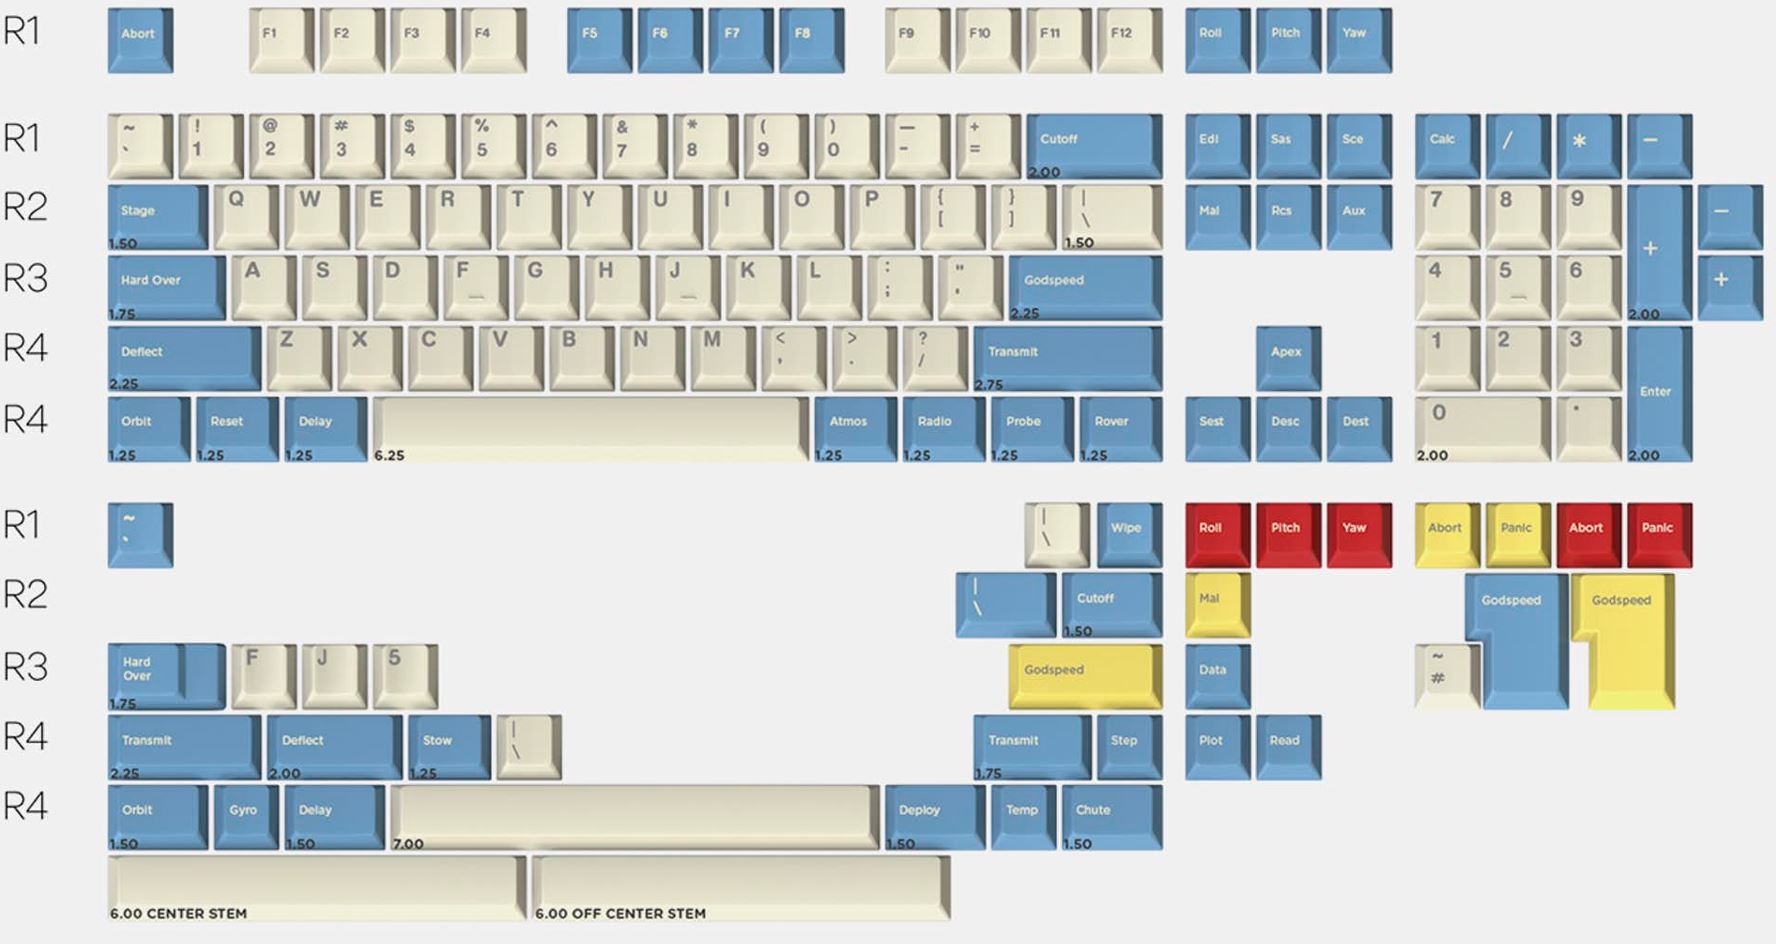 R1 Abort F1 F2 F3 F4 F5 F6 F7 F8 F9 F10 F11 F12 Roll Pitch Yaw
~ ! @ # $ % ^ & * ( ) — +
R1 ` 1 2 3 4 5 6 7 8 9 0 - = Cutoff Edl Sas Sce Calc / * −
2.00
R2 Stage Q W E R T Y U I O P { } | Mal Rcs Aux 7 8 9 −
[ ] \ +
1.50 1.50
R3 Hard Over A S D F G H J K L : " Godspeed 4 5 6 +
; '
1.75 2.25 2.00
R4 Deflect Z X C V B N M < > ? Transmit Apex 1 2 3
, . /
2.25 2.75 Enter
R4 Orbit Reset Delay Atmos Radio Probe Rover Sest Desc Dest 0 .
1.25 1.25 1.25 6.25 1.25 1.25 1.25 1.25 2.00 2.00
R1 ~ | Wipe Roll Pitch Yaw Abort Panic Abort Panic
` \
R2 | Cutoff Mal Godspeed Godspeed
\
1.50
R3 Hard F J 5 Godspeed Data ~
Over #
1.75
R4 Transmit Deflect Stow | Transmit Step Plot Read
\
2.25 2.00 1.25 1.75
R4 Orbit Gyro Delay Deploy Temp Chute
1.50 1.50 7.00 1.50 1.50
6.00 CENTER STEM 6.00 OFF CENTER STEM